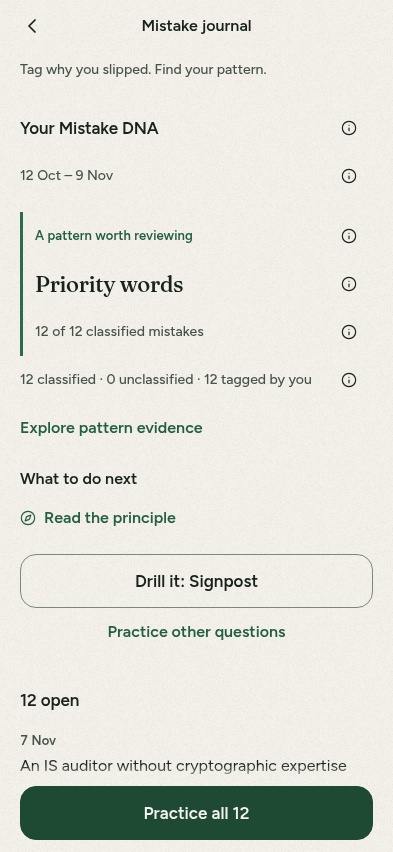 Mistake journal
Tag why you slipped. Find your pattern.
Your Mistake DNA
12 Oct – 9 Nov
A pattern worth reviewing
Priority words
12 of 12 classified mistakes
12 classified · 0 unclassified · 12 tagged by you
Explore pattern evidence
What to do next
Read the principle
Drill it: Signpost
Practice other questions
12 open
7 Nov
An IS auditor without cryptographic expertise
Practice all 12